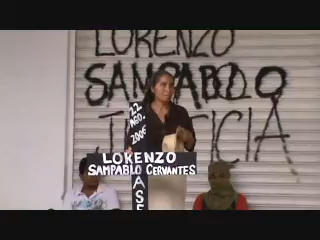 LORENZO
SAMPABLO
JUSTICIA
22
AGO.
2006
LORENZO
SAMPABLO CERVANTES
ASE